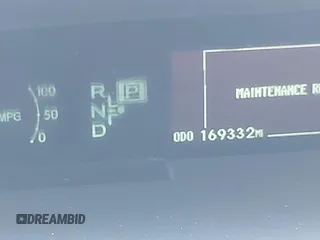 100
MPG 50
0
R P
N
D
MAINTENANCE R
ODO 169332MI
DREAMBID